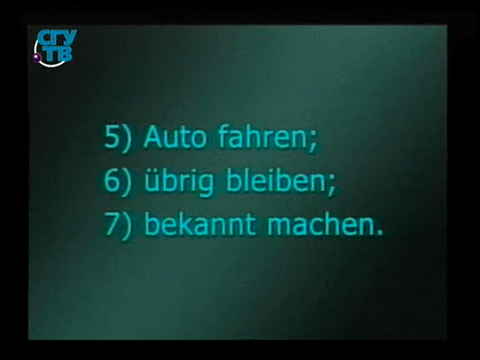 СГУ
ТВ
5) Auto fahren;
6) übrig bleiben;
7) bekannt machen.